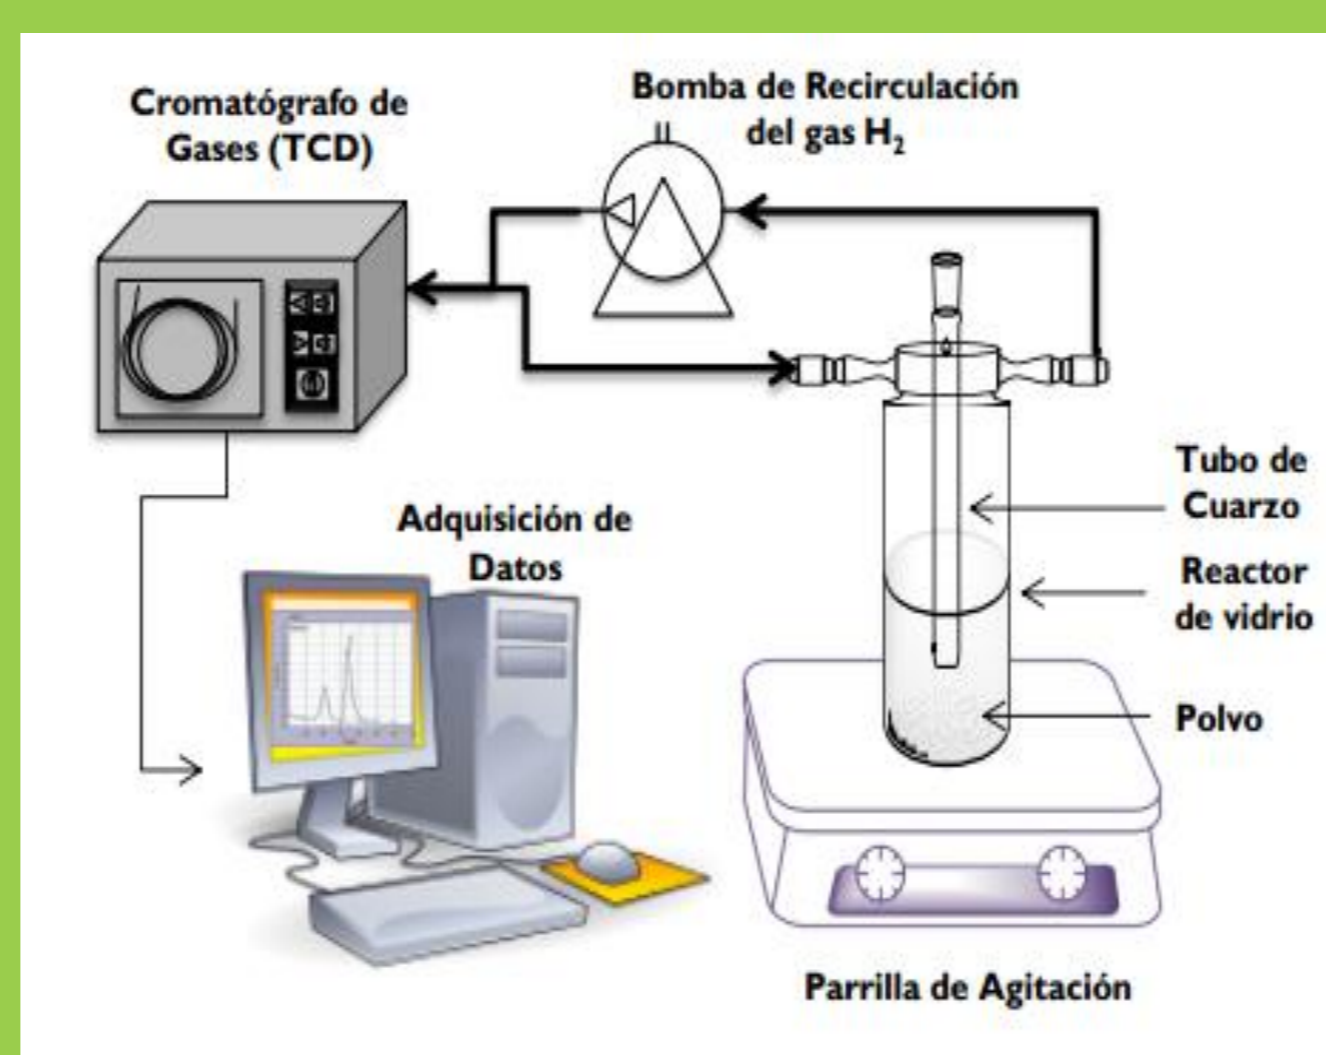 Cromatógrafo de
Gases (TCD)
Bomba de Recirculación
del gas H₂
Tubo de
Cuarzo
Adquisición de
Datos
Reactor
de vidrio
Polvo
Parrilla de Agitación